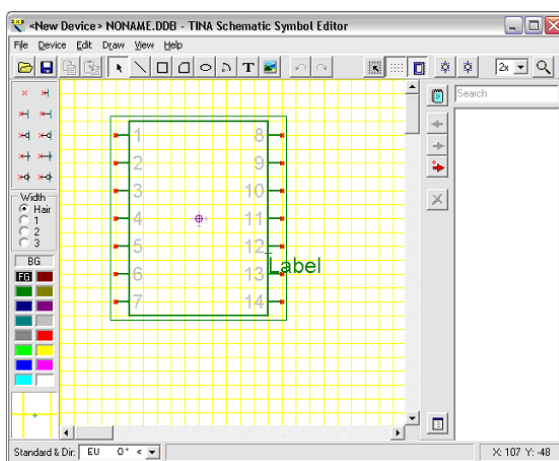 <New Device> NONAME.DDB - TINA Schematic Symbol Editor
File Device Edit Draw View Help
T 2x
Search
Width
Hair
1
2
3
BG
FG
1 8
2 9
3 10
4 11
5 12
6 13
7 14
Label
Standard & Dir: EU 0° < X: 107 Y: -48